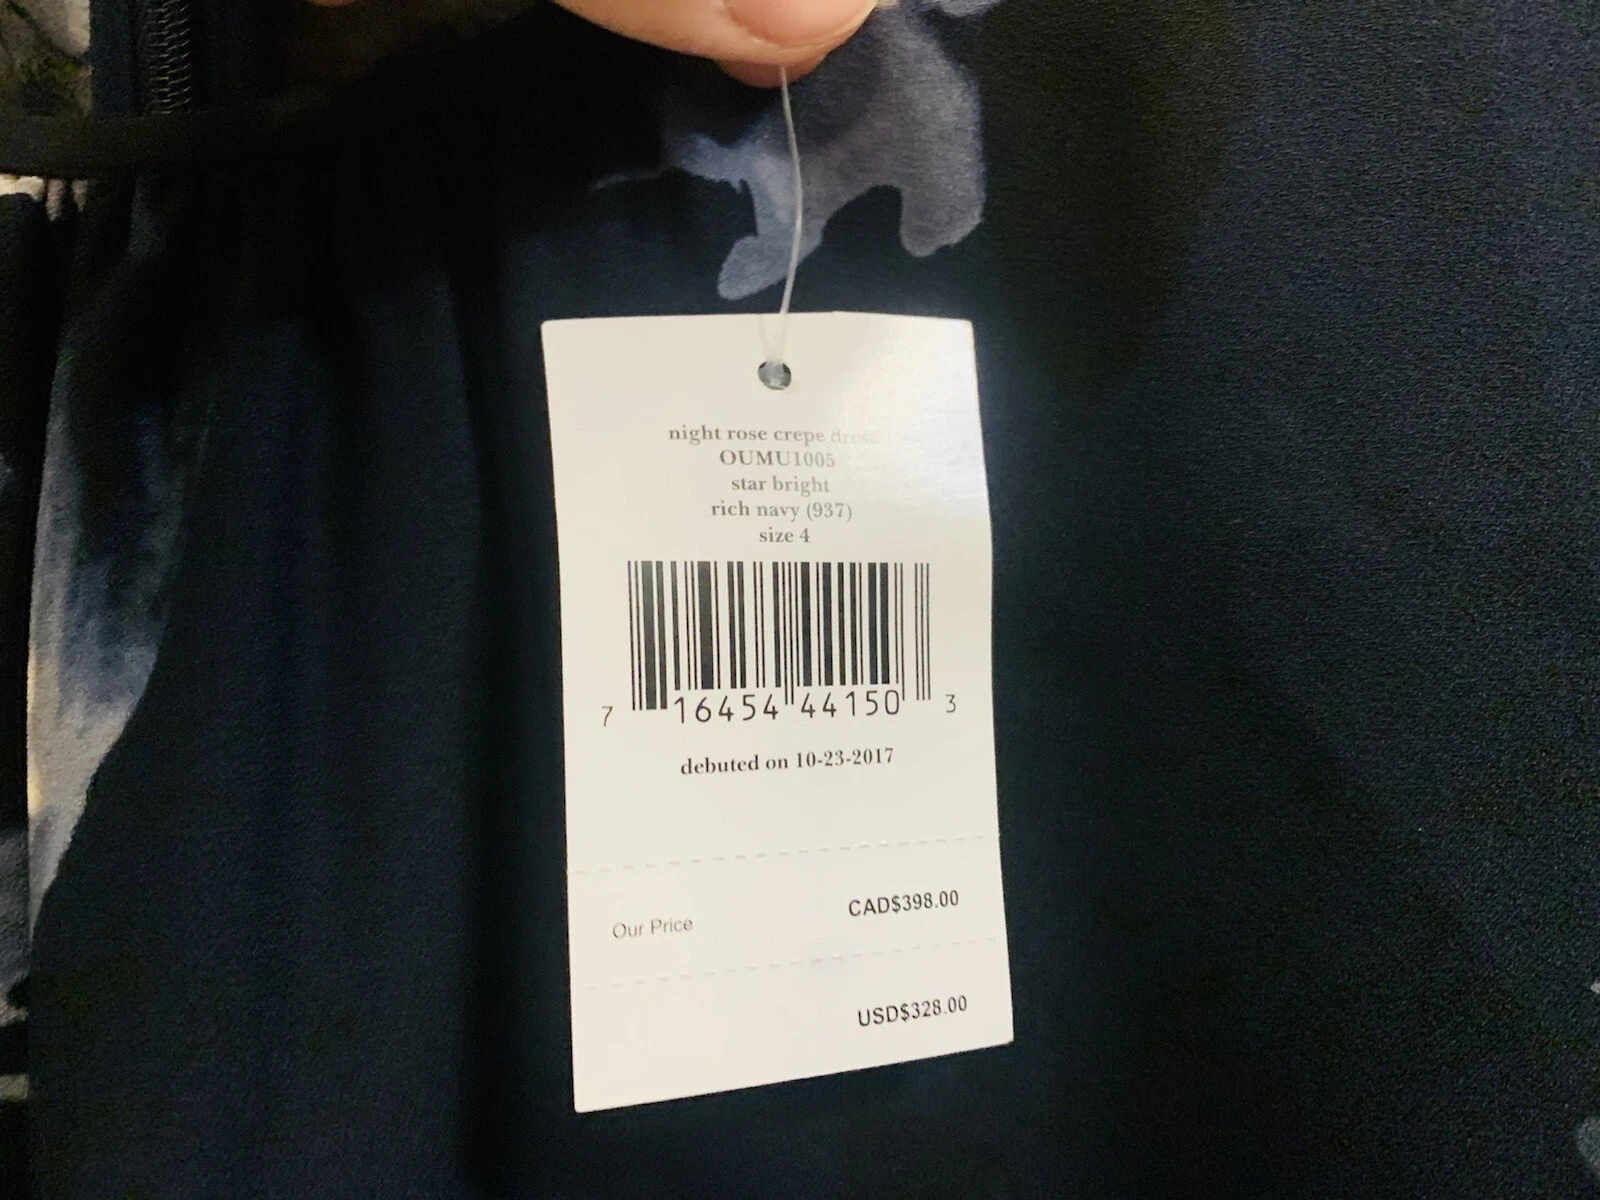 night rose crepe dress
OUMU1005
star bright
rich navy (937)
size 4
7 16454 44150 3
debuted on 10-23-2017
Our Price CAD$398.00
USD$328.00